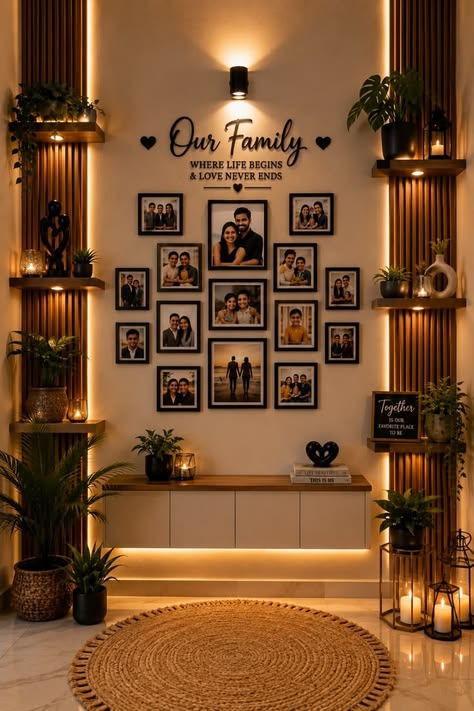 Our Family
WHERE LIFE BEGINS
& LOVE NEVER ENDS
Together
IS OUR
FAVORITE PLACE
TO BE
THIS IS US